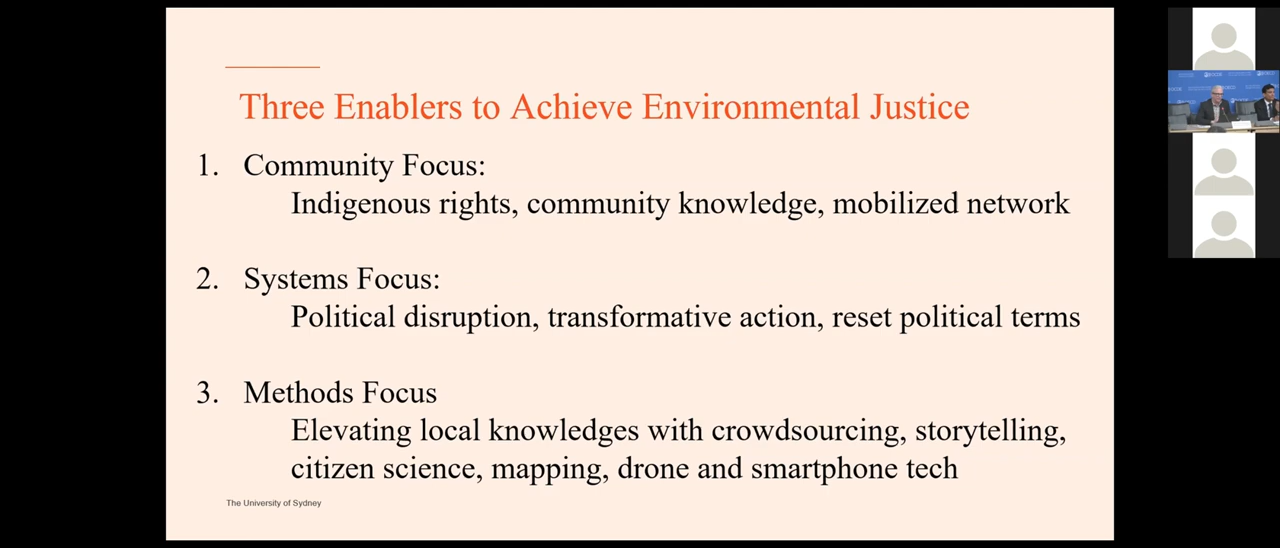 Three Enablers to Achieve Environmental Justice
1. Community Focus:
Indigenous rights, community knowledge, mobilized network
2. Systems Focus:
Political disruption, transformative action, reset political terms
3. Methods Focus
Elevating local knowledges with crowdsourcing, storytelling,
citizen science, mapping, drone and smartphone tech
The University of Sydney